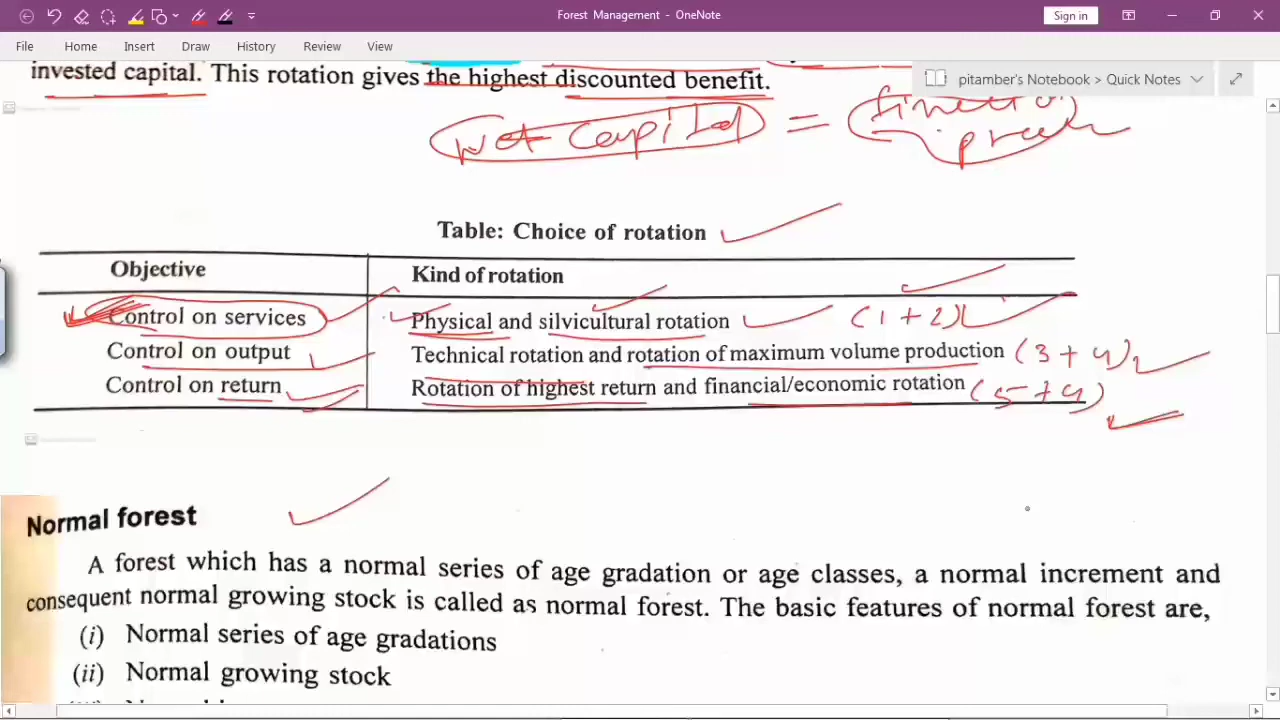 Forest Management - OneNote
Sign in
File Home Insert Draw History Review View
invested capital. This rotation gives the highest discounted benefit.
pitamber's Notebook > Quick Notes
Net Capital =
Table: Choice of rotation
Objective Kind of rotation
Control on services Physical and silvicultural rotation (1+2)
Control on output Technical rotation and rotation of maximum volume production (3+4)
Control on return Rotation of highest return and financial/economic rotation (5+4)
Normal forest
A forest which has a normal series of age gradation or age classes, a normal increment and
consequent normal growing stock is called as normal forest. The basic features of normal forest are,
(i) Normal series of age gradations
(ii) Normal growing stock